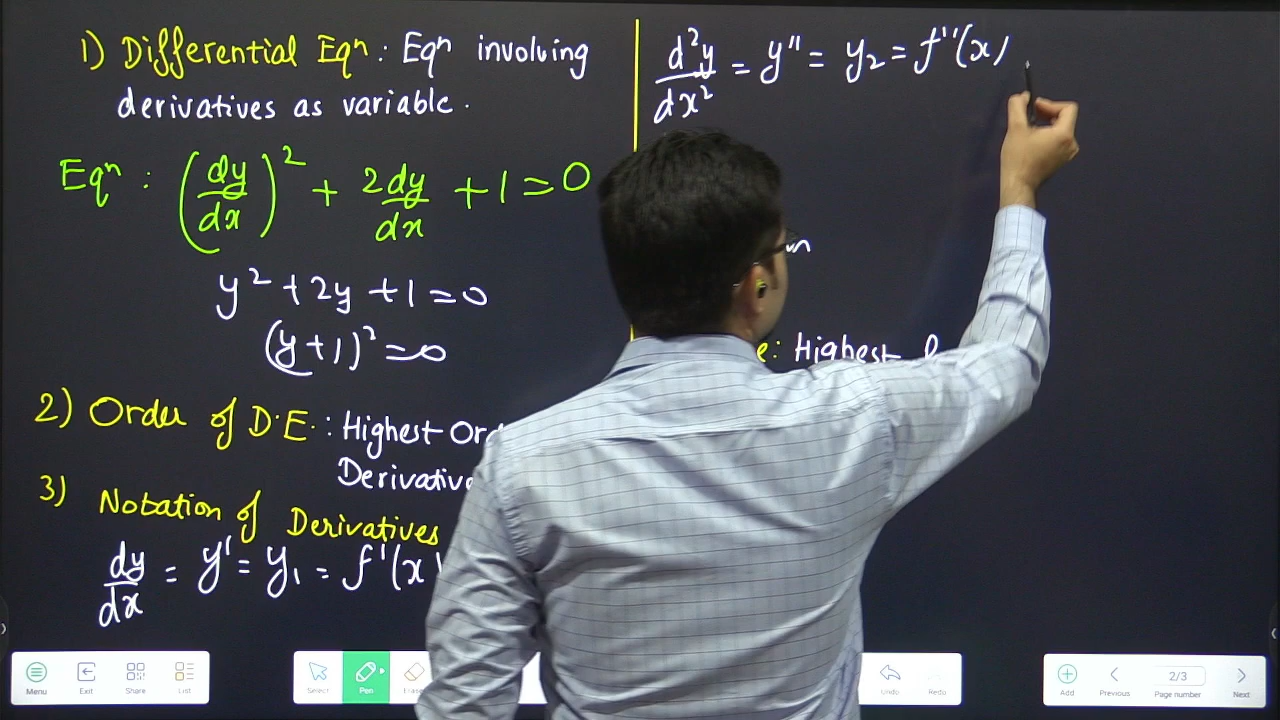 1) Differential Eqⁿ : Eqⁿ involving
derivatives as variable.
Eqⁿ : (dy/dx)² + 2dy/dx + 1 = 0
y² + 2y + 1 = 0
(y + 1)² = 0
2) Order of D.E. : Highest Ord
Derivative
3) Notation of Derivatives
dy/dx = y' = y₁ = f'(x)
d²y/dx² = y'' = y₂ = f''(x)
Highest
Menu Exit Share List Select Pen Undo Redo Add Previous 2/3 Page number Next